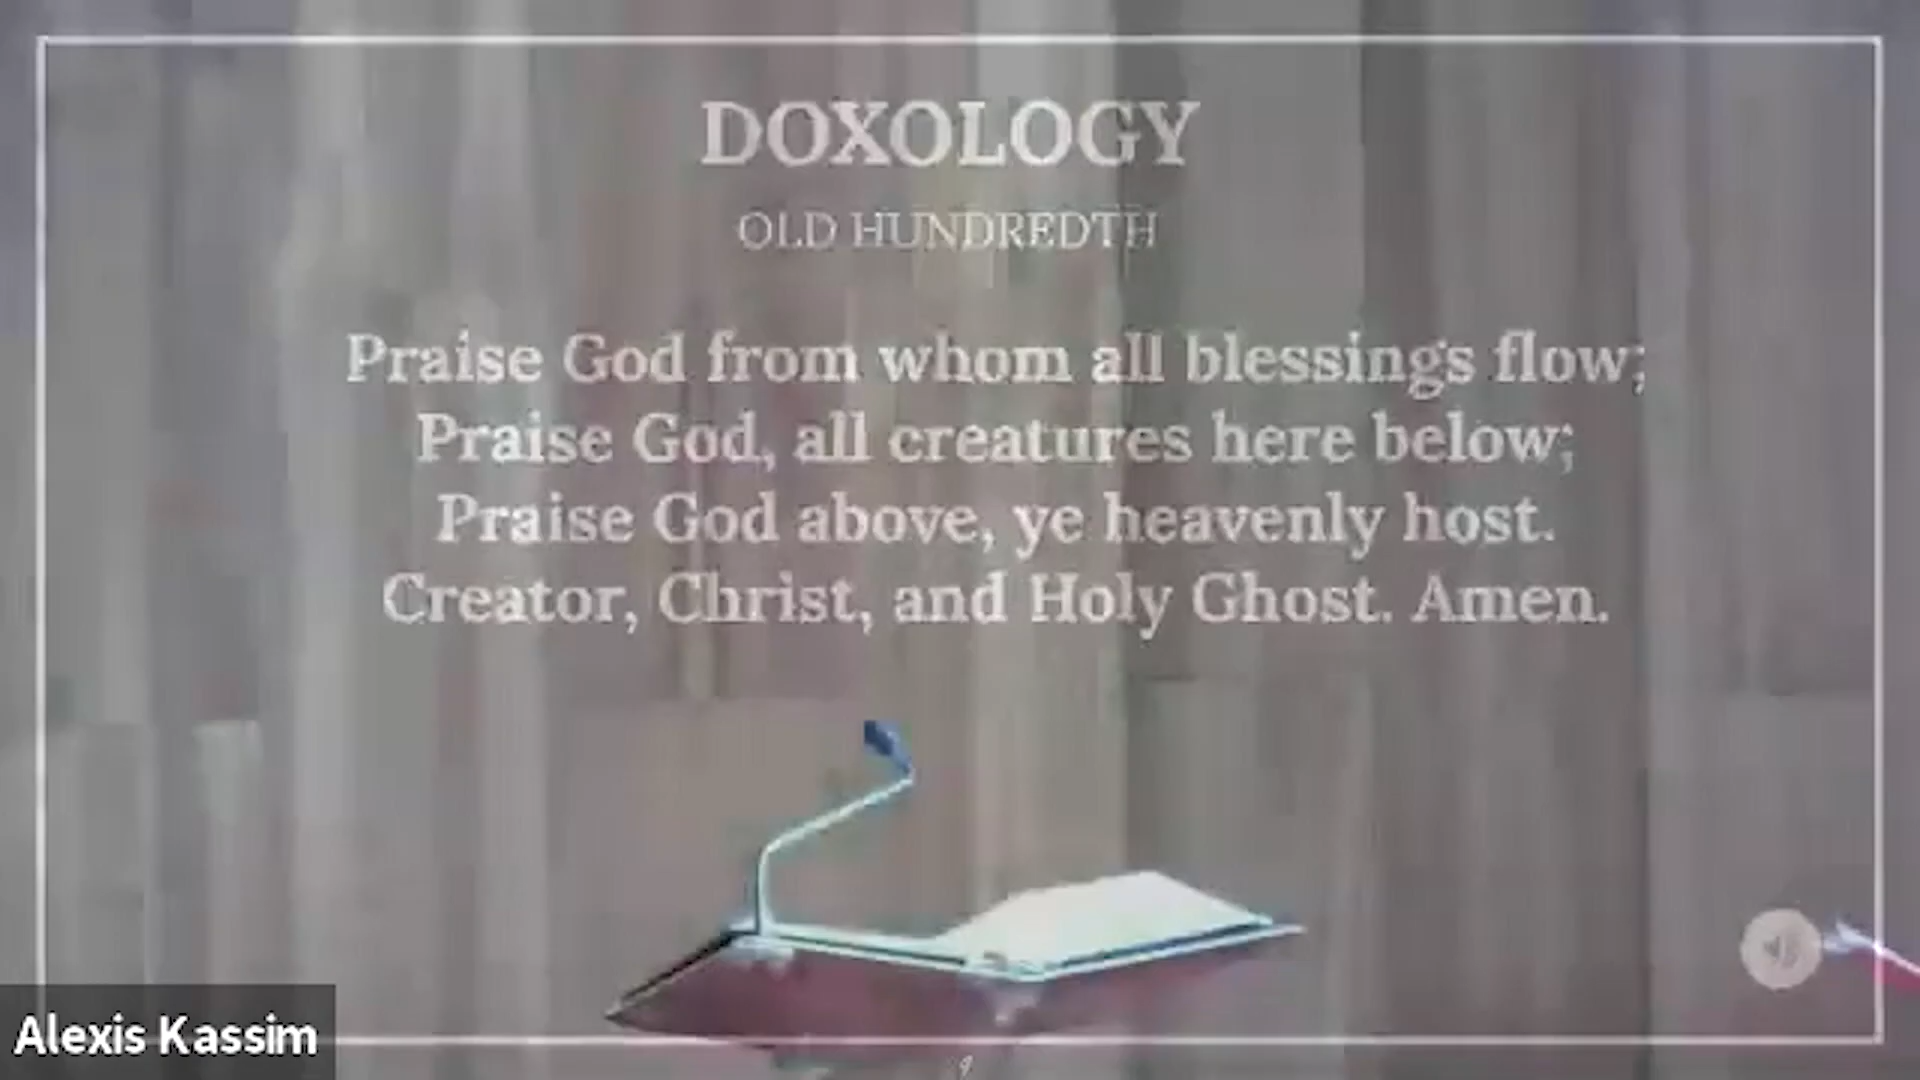 DOXOLOGY
OLD HUNDREDTH
Praise God from whom all blessings flow;
Praise God, all creatures here below;
Praise God above, ye heavenly host.
Creator, Christ, and Holy Ghost. Amen.
Alexis Kassim
9